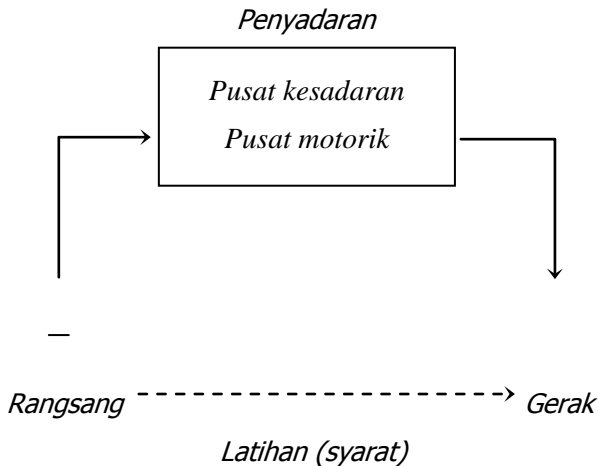 Penyadaran
Pusat kesadaran
Pusat motorik
Rangsang
Gerak
Latihan (syarat)